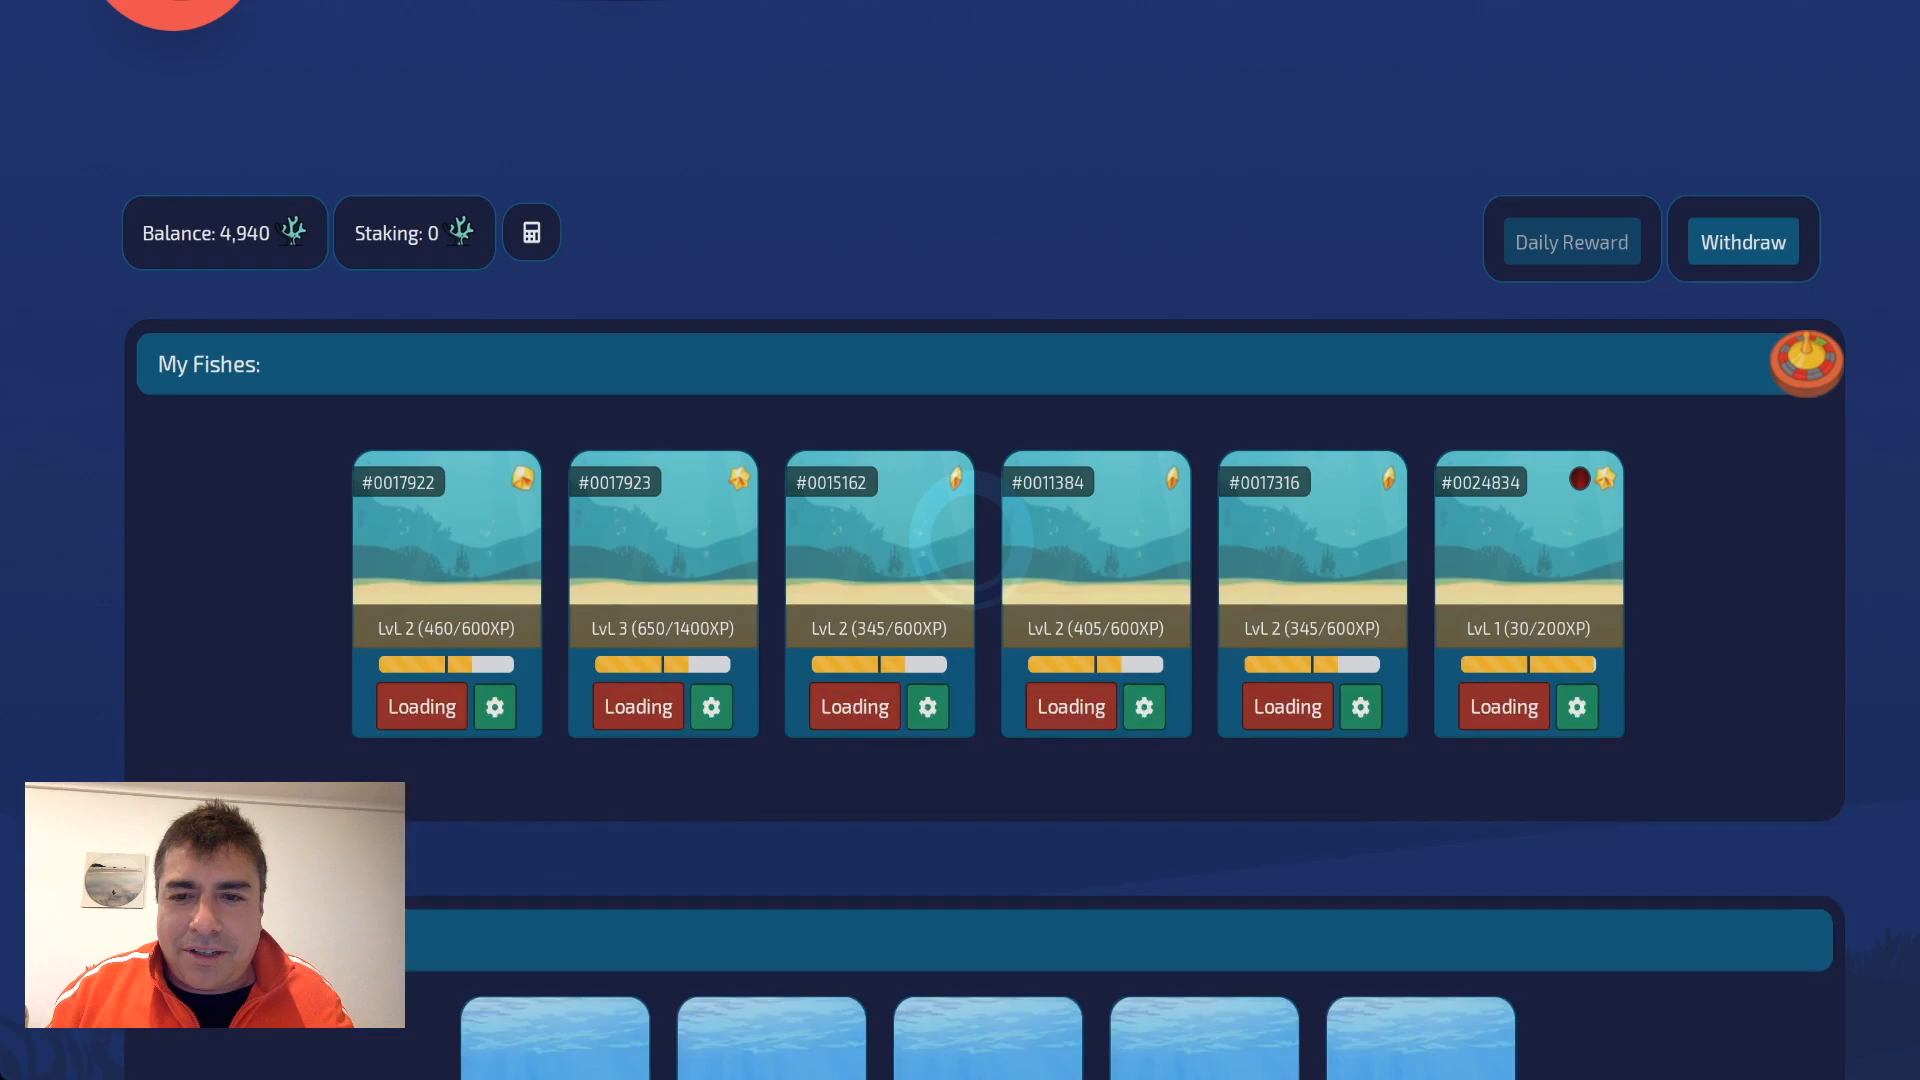 Balance: 4,940
Staking: 0
Daily Reward
Withdraw
My Fishes:
#0017922
#0017923
#0015162
#0011384
#0017316
#0024834
LvL 2 (460/600XP)
LvL 3 (650/1400XP)
LvL 2 (345/600XP)
LvL 2 (405/600XP)
LvL 2 (345/600XP)
LvL 1 (30/200XP)
Loading
Loading
Loading
Loading
Loading
Loading